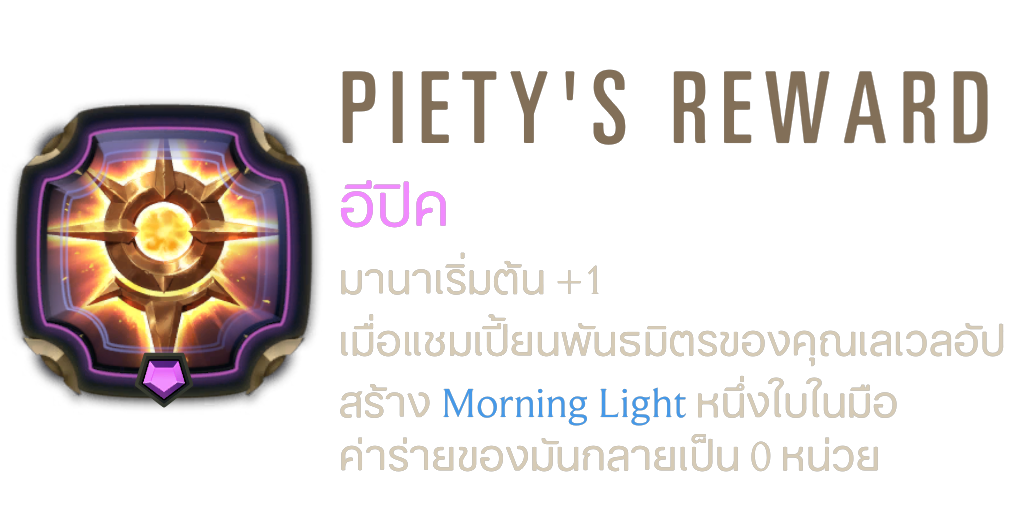 PIETY'S REWARD
อีปิค
มานาเริ่มต้น +1
เมื่อแชมเปี้ยนพันธมิตรของคุณเลเวลอัป
สร้าง Morning Light หนึ่งใบในมือ
ค่าร่ายของมันกลายเป็น 0 หน่วย